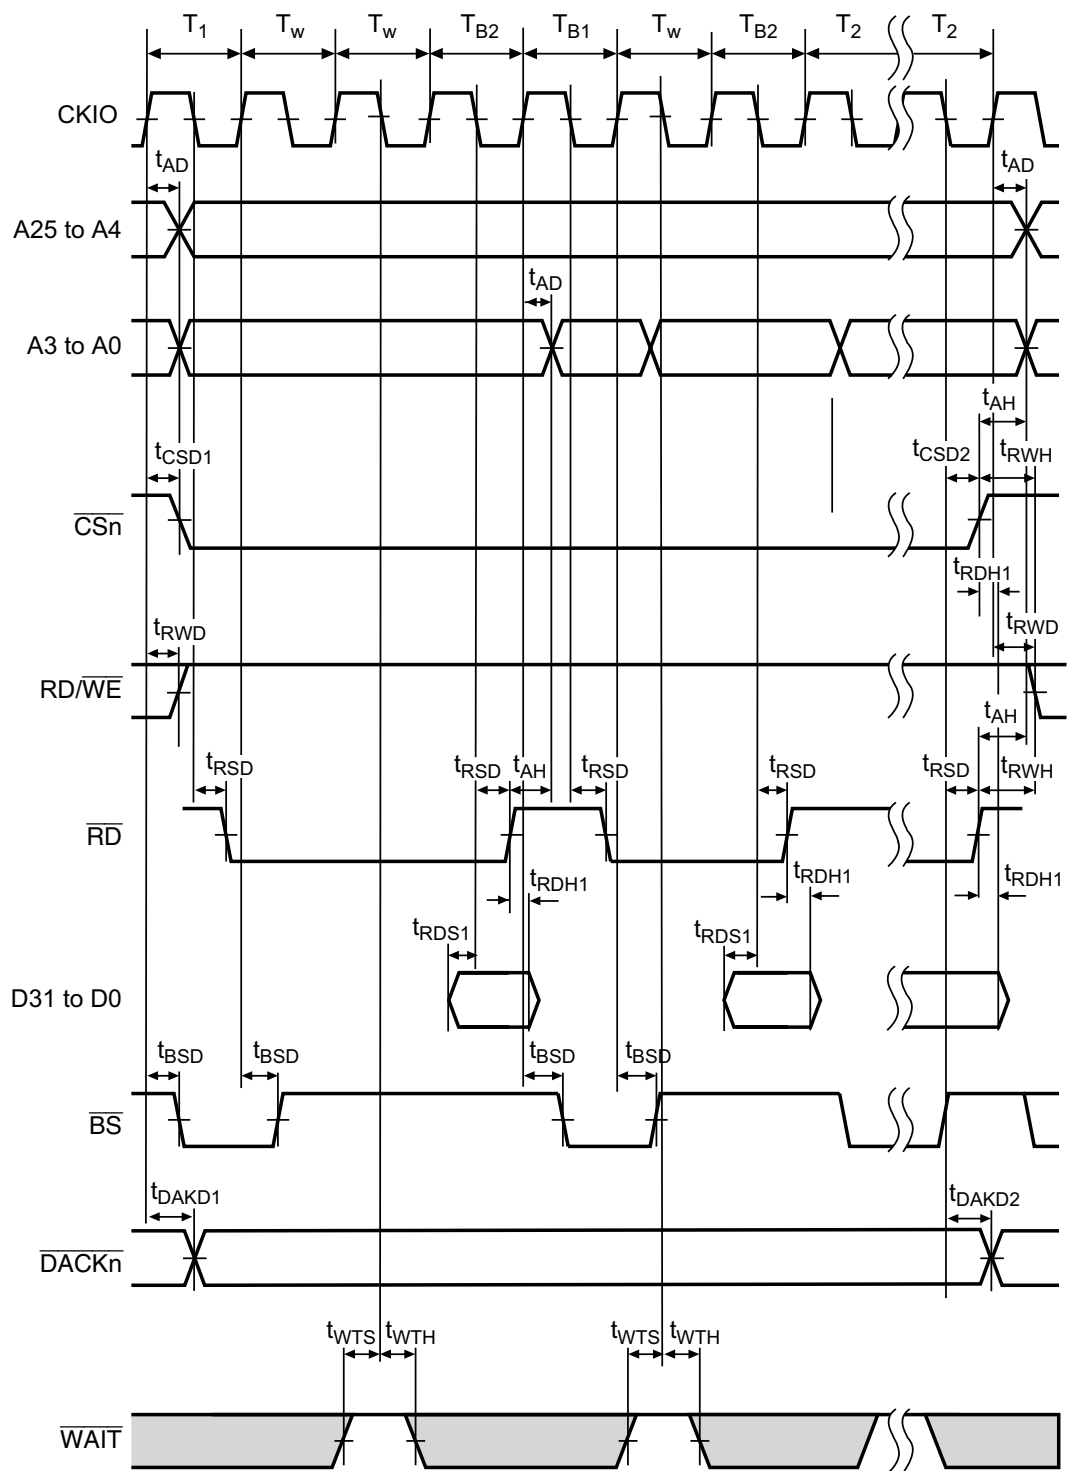 T1 Tw Tw TB2 TB1 Tw TB2 T2 T2
CKIO
tAD tAD
A25 to A4
tAD
A3 to A0
tAH
tCSD1 tCSD2 tRWH
CSn
tRDH1
tRWD tRWD
RD/WE
tAH
tRSD tRSD tAH tRSD tRSD tRSD tRWH
RD
tRDH1 tRDH1 tRDH1
tRDS1 tRDS1
D31 to D0
tBSD tBSD tBSD tBSD
BS
tDAKD1 tDAKD2
DACKn
tWTS tWTH tWTS tWTH
WAIT